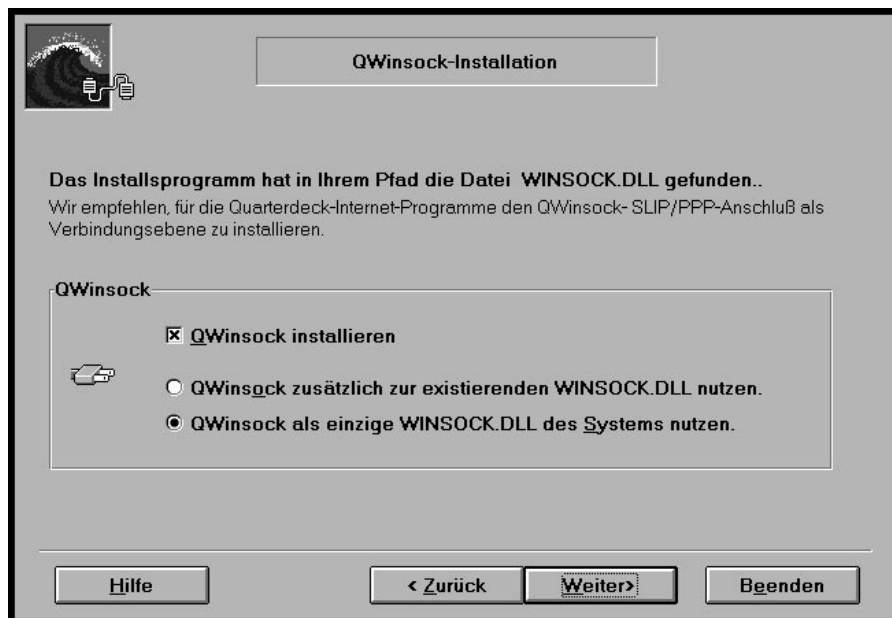 QWinsock-Installation
Das Installsprogramm hat in Ihrem Pfad die Datei WINSOCK.DLL gefunden..
Wir empfehlen, für die Quarterdeck-Internet-Programme den QWinsock- SLIP/PPP-Anschluß als
Verbindungsebene zu installieren.
QWinsock
QWinsock installieren
QWinsock zusätzlich zur existierenden WINSOCK.DLL nutzen.
QWinsock als einzige WINSOCK.DLL des Systems nutzen.
Hilfe
< Zurück
Weiter>
Beenden